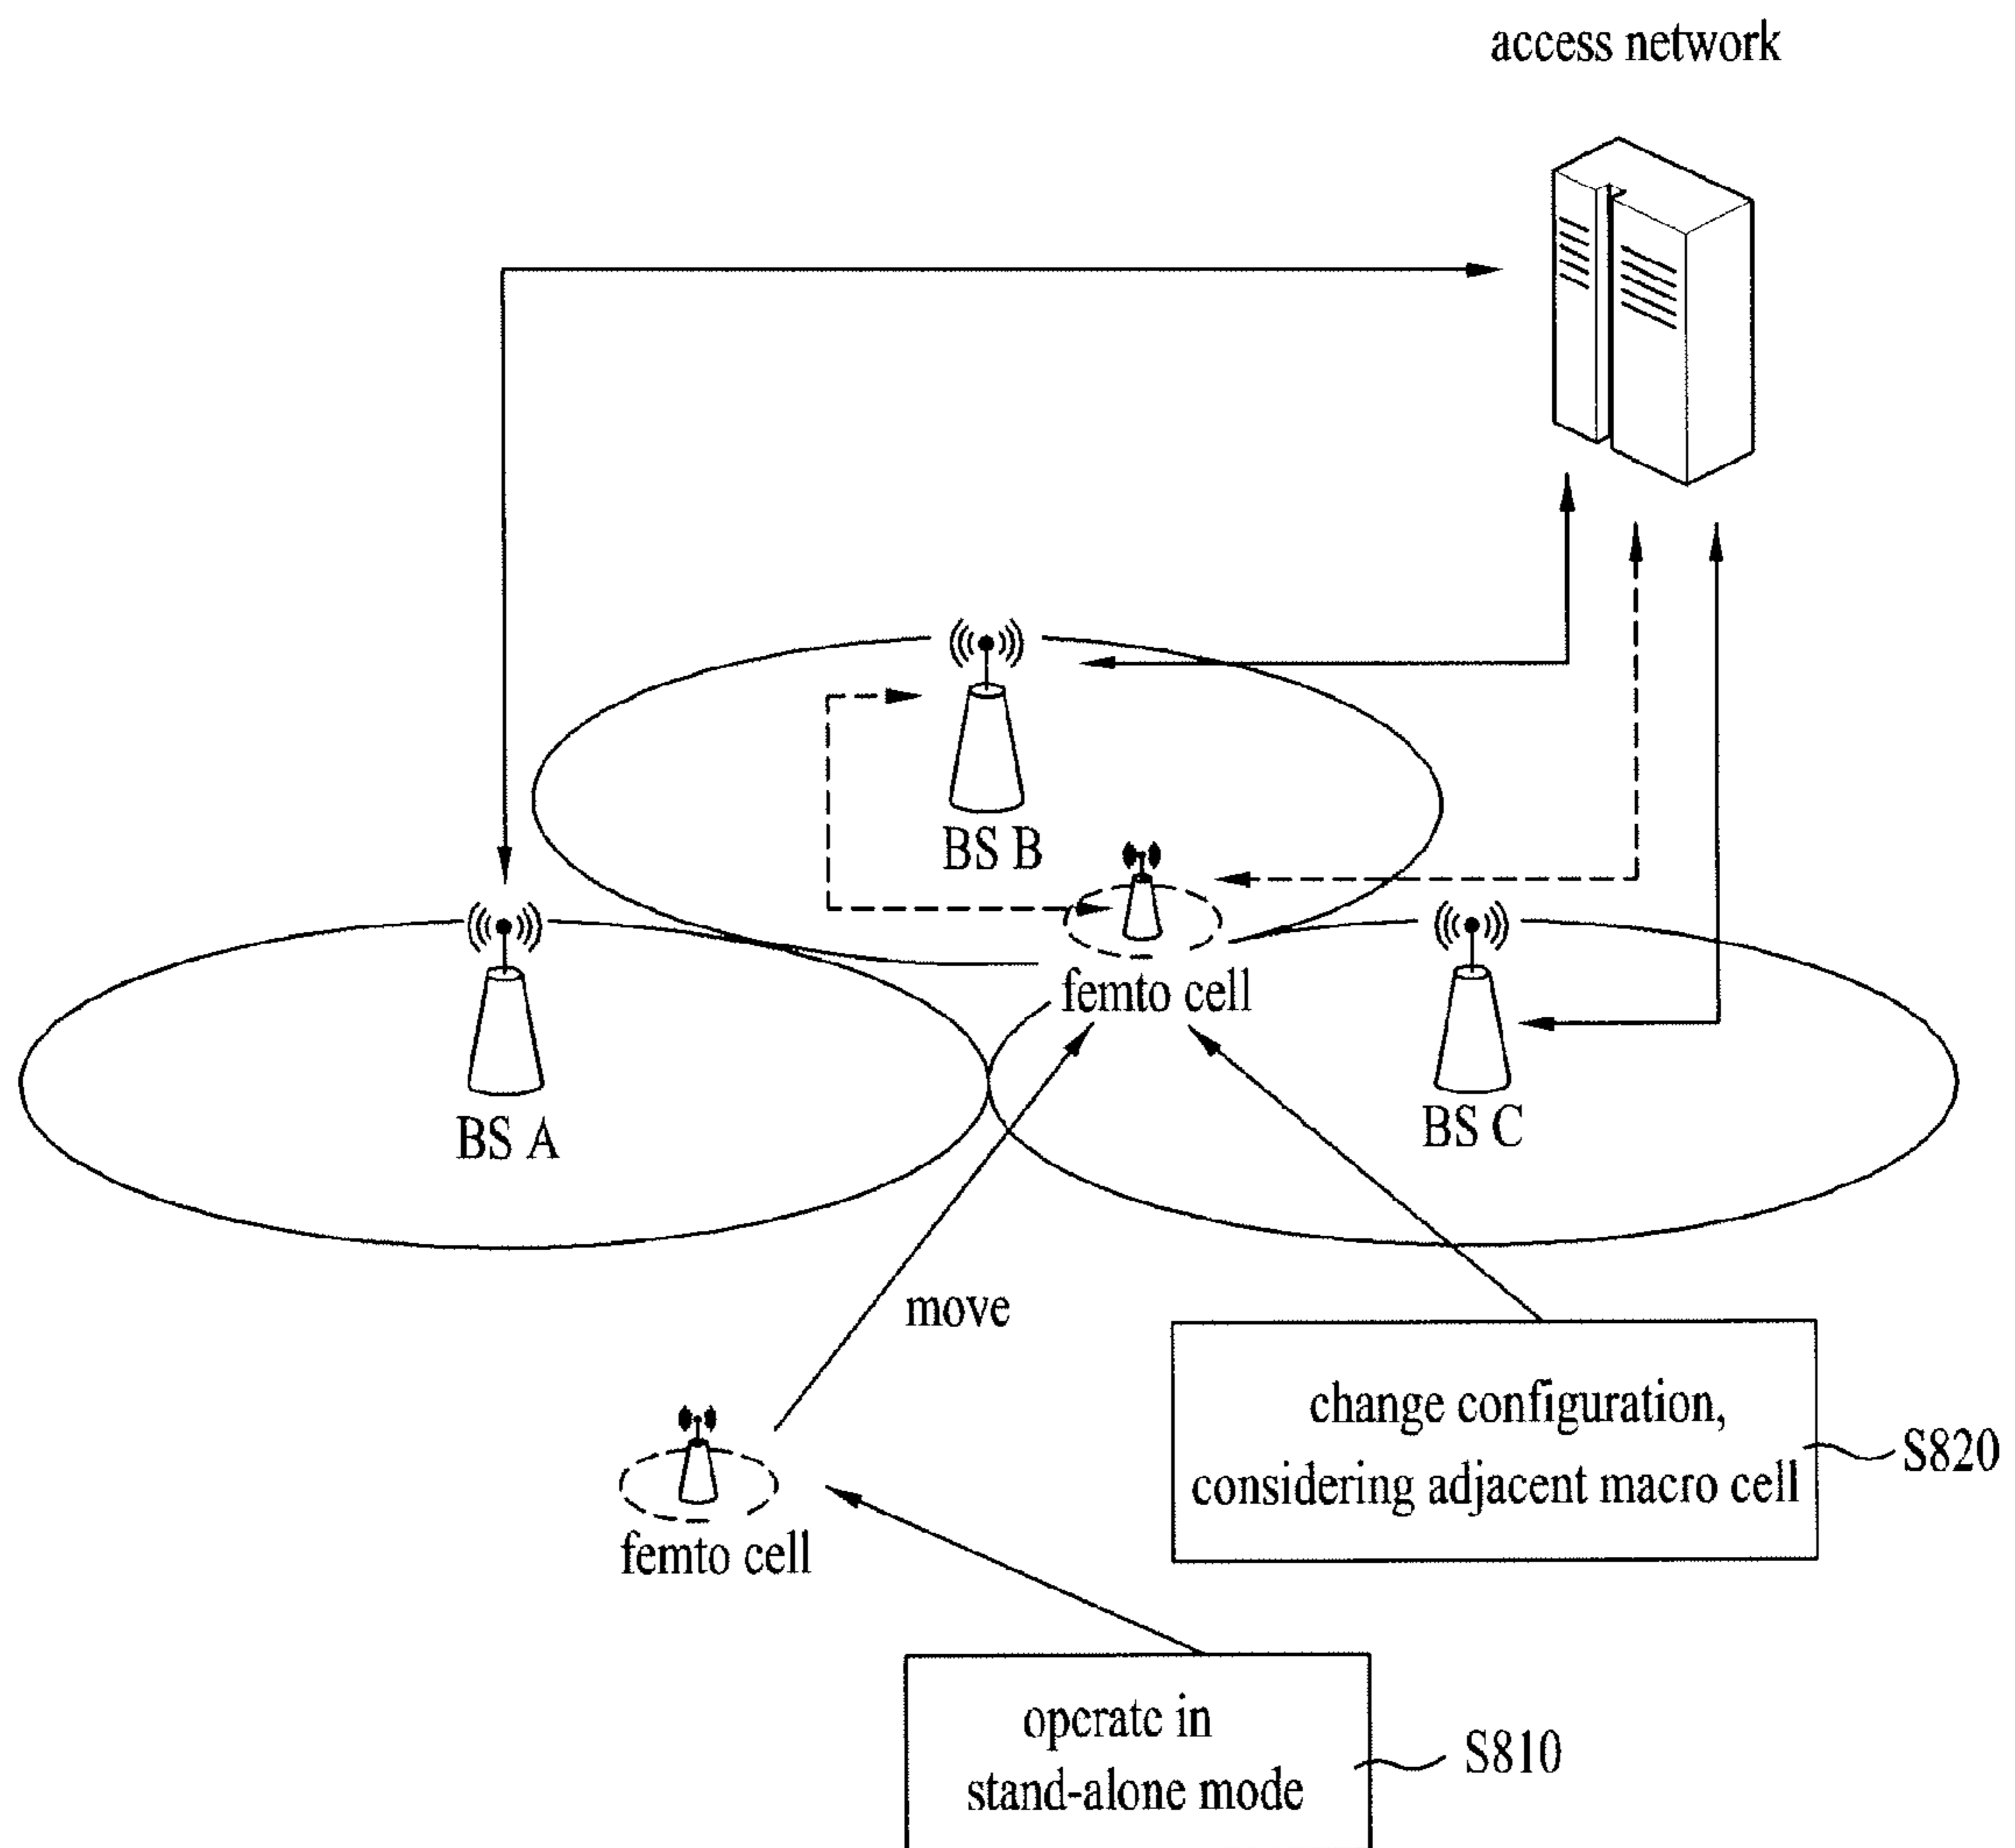 access network
BS B
femto cell
BS A
BS C
move
change configuration,
considering adjacent macro cell
S820
femto cell
operate in
stand-alone mode
S810